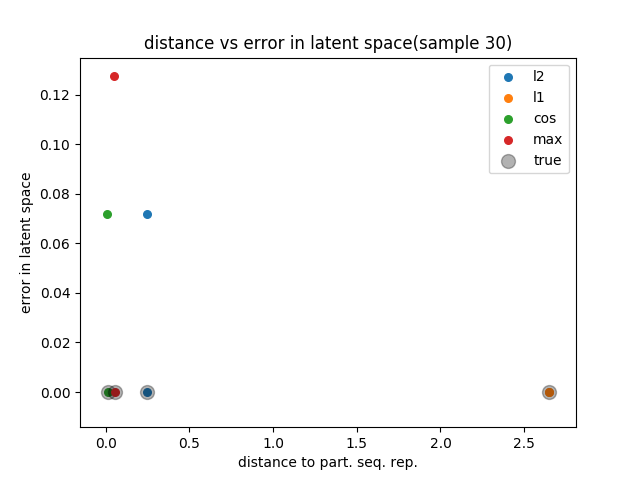 distance vs error in latent space(sample 30)
error in latent space
0.12
0.10
0.08
0.06
0.04
0.02
0.00
l2
l1
cos
max
true
0.0 0.5 1.0 1.5 2.0 2.5
distance to part. seq. rep.